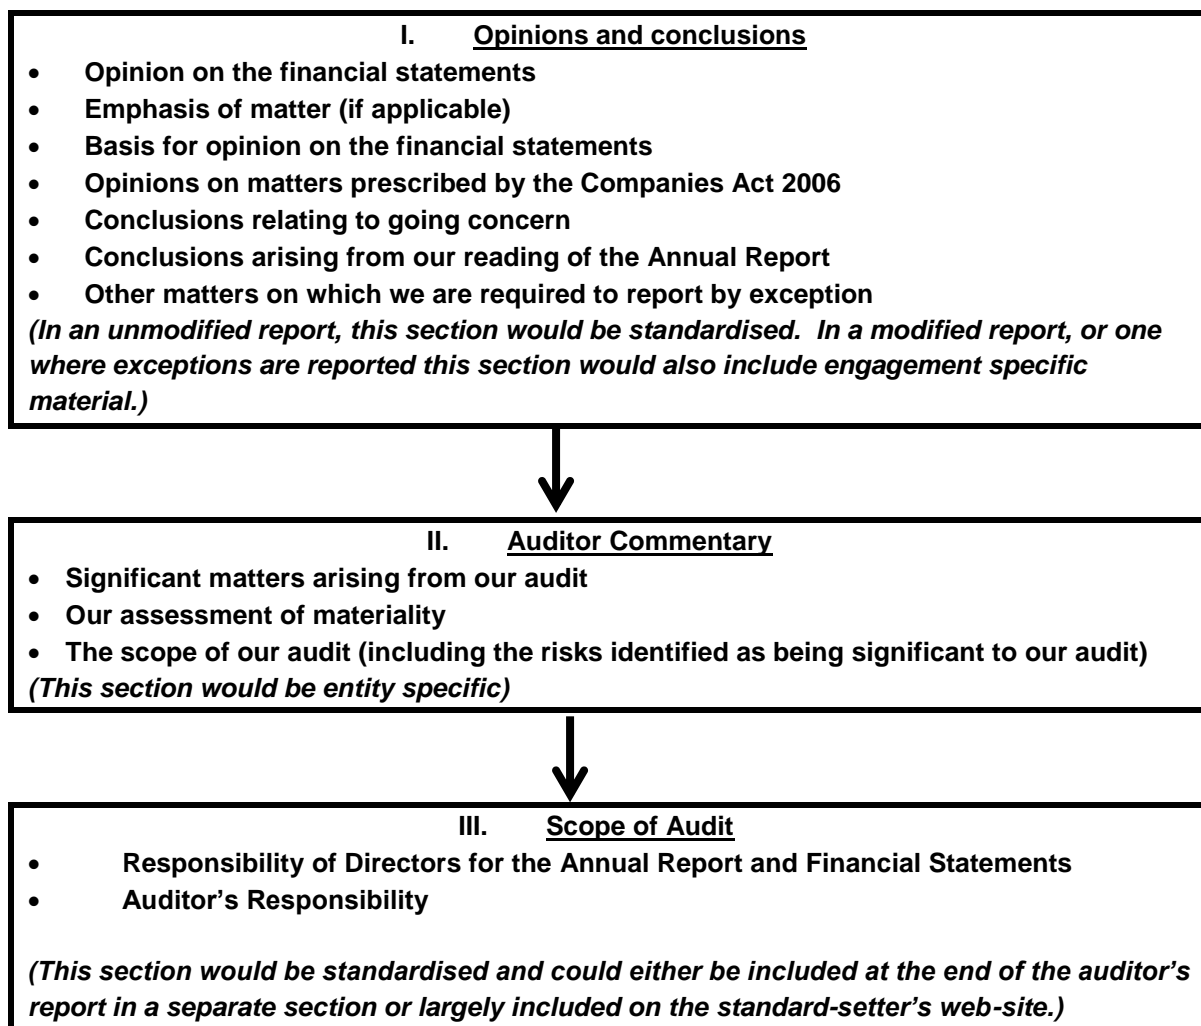 I. Opinions and conclusions
• Opinion on the financial statements
• Emphasis of matter (if applicable)
• Basis for opinion on the financial statements
• Opinions on matters prescribed by the Companies Act 2006
• Conclusions relating to going concern
• Conclusions arising from our reading of the Annual Report
• Other matters on which we are required to report by exception
(In an unmodified report, this section would be standardised. In a modified report, or one
where exceptions are reported this section would also include engagement specific
material.)
II. Auditor Commentary
• Significant matters arising from our audit
• Our assessment of materiality
• The scope of our audit (including the risks identified as being significant to our audit)
(This section would be entity specific)
III. Scope of Audit
• Responsibility of Directors for the Annual Report and Financial Statements
• Auditor’s Responsibility
(This section would be standardised and could either be included at the end of the auditor’s
report in a separate section or largely included on the standard-setter’s web-site.)